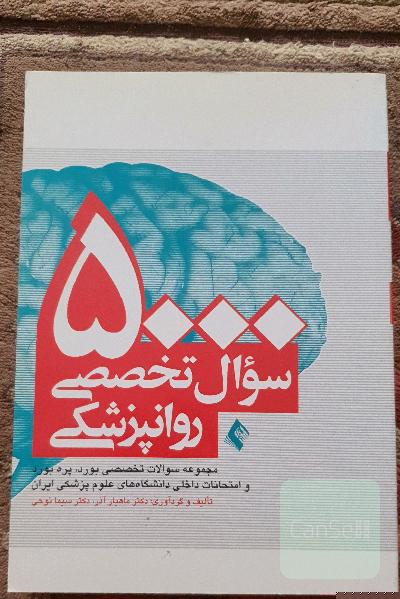 ۵۰۰۰
سؤال تخصصی
روانپزشکی
مجموعه سوالات تخصصی بورد، پره بورد
و امتحانات داخلی دانشگاه‌های علوم پزشکی ایران
تألیف و گردآوری: دکتر ماهیار آذر، دکتر سیما نوحی
CanSell